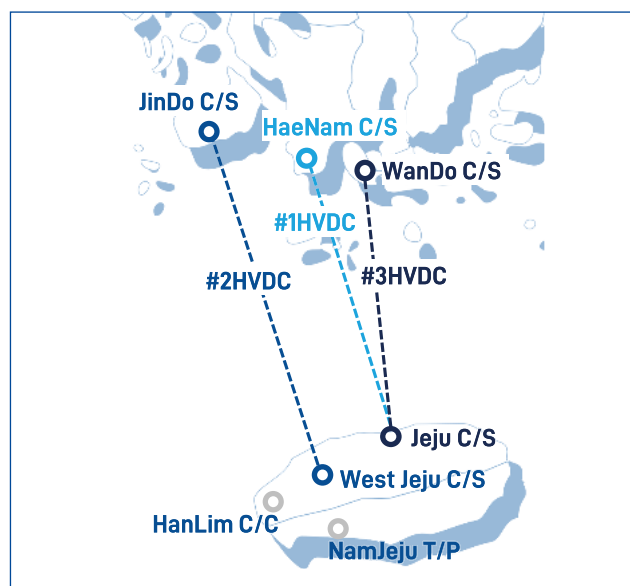 JinDo C/S
HaeNam C/S
WanDo C/S
#1HVDC
#2HVDC
#3HVDC
Jeju C/S
West Jeju C/S
HanLim C/C
NamJeju T/P